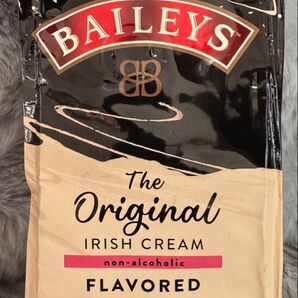 BAILEYS
The
Original
IRISH CREAM
non-alcoholic
FLAVORED